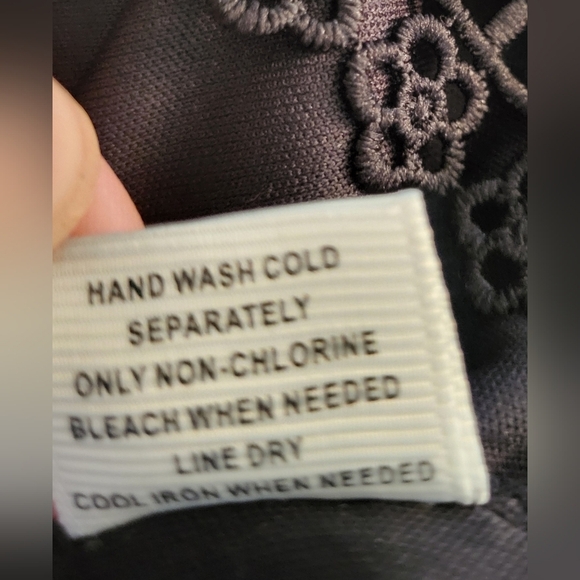 HAND WASH COLD
SEPARATELY
ONLY NON-CHLORINE
BLEACH WHEN NEEDED
LINE DRY
COOL IRON WHEN NEEDED